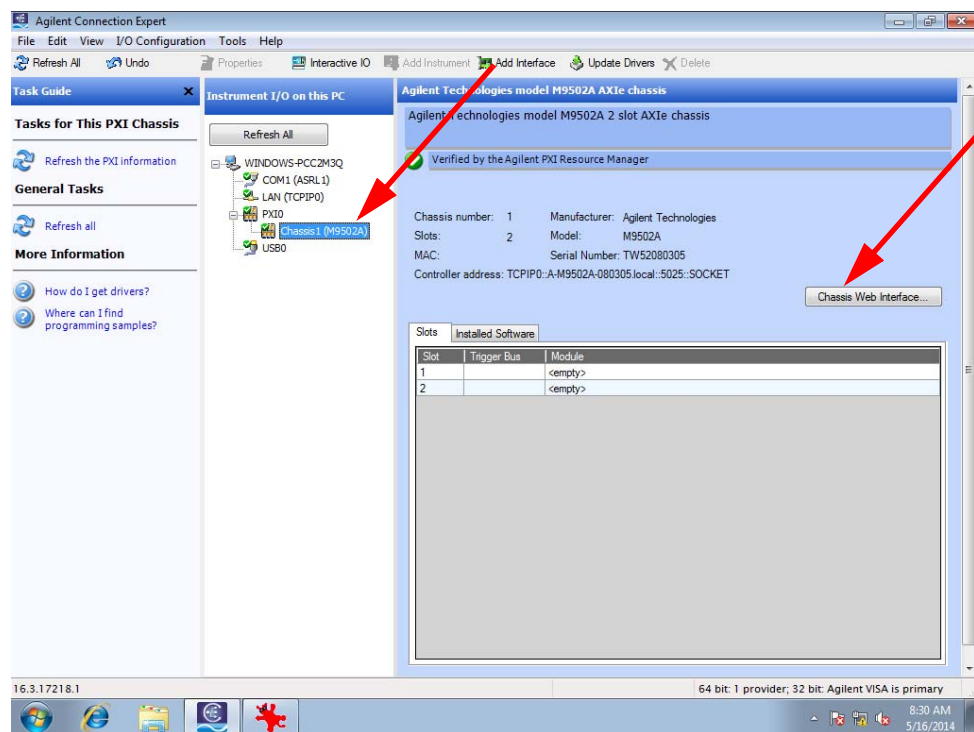 Agilent Connection Expert
File Edit View I/O Configuration Tools Help
Refresh All Undo Properties Interactive IO Add Instrument Add Interface Update Drivers Delete
Task Guide
Tasks for This PXI Chassis
Refresh the PXI information
General Tasks
Refresh all
More Information
How do I get drivers?
Where can I find
programming samples?
Instrument I/O on this PC
Refresh All
WINDOWS-PCC2M3Q
COM1 (ASRL1)
LAN (TCPIP0)
PXI0
Chassis1 (M9502A)
USB0
Agilent Technologies model M9502A AXIe chassis
Agilent Technologies model M9502A 2 slot AXIe chassis
Verified by the Agilent PXI Resource Manager
Chassis number: 1 Manufacturer: Agilent Technologies
Slots: 2 Model: M9502A
MAC: Serial Number: TW52080305
Controller address: TCPIP0::A-M9502A-080305.local::5025::SOCKET
Chassis Web Interface...
Slots Installed Software
Slot Trigger Bus Module
1 <empty>
2 <empty>
16.3.17218.1 64 bit: 1 provider; 32 bit: Agilent VISA is primary
8:30 AM
5/16/2014